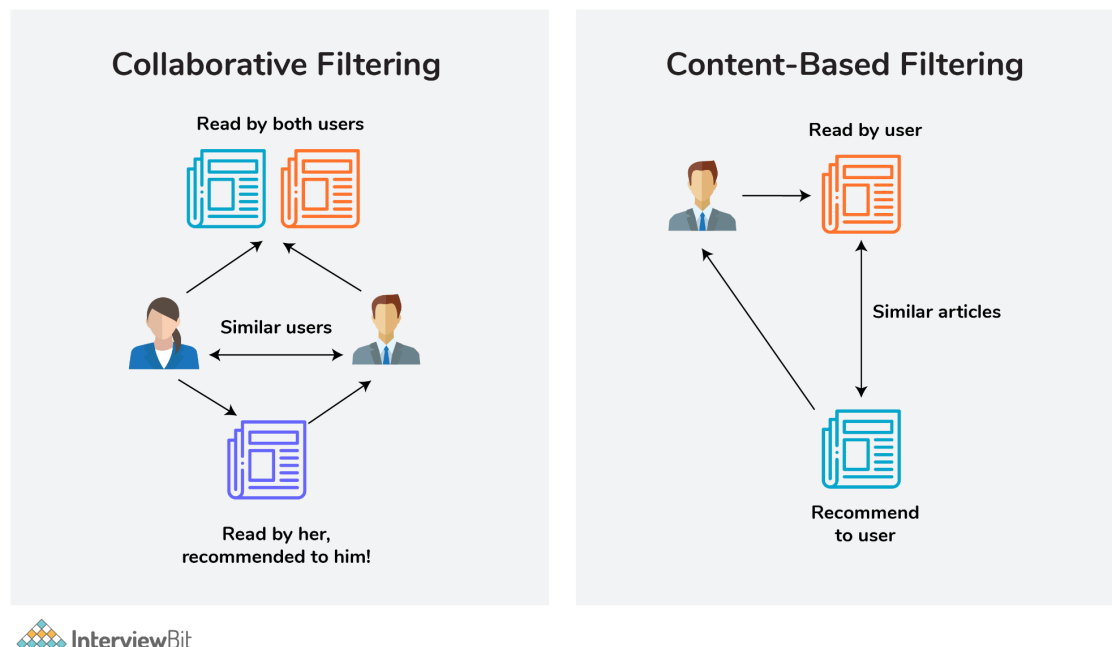 Collaborative Filtering
Read by both users
Similar users
Read by her,
recommended to him!
Content-Based Filtering
Read by user
Similar articles
Recommend
to user
InterviewBit